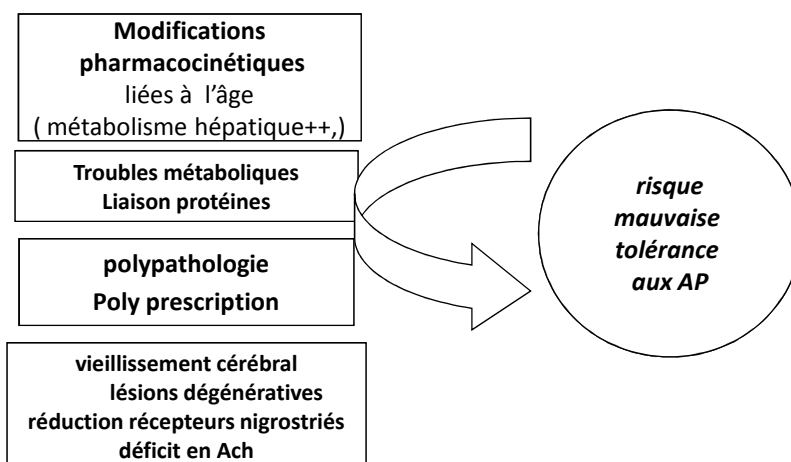 Modifications
pharmacocinétiques
liées à l'âge
( métabolisme hépatique++,)
Troubles métaboliques
Liaison protéines
polypathologie
Poly prescription
vieillissement cérébral
lésions dégénératives
réduction récepteurs nigrostriés
déficit en Ach
risque
mauvaise
tolérance
aux AP